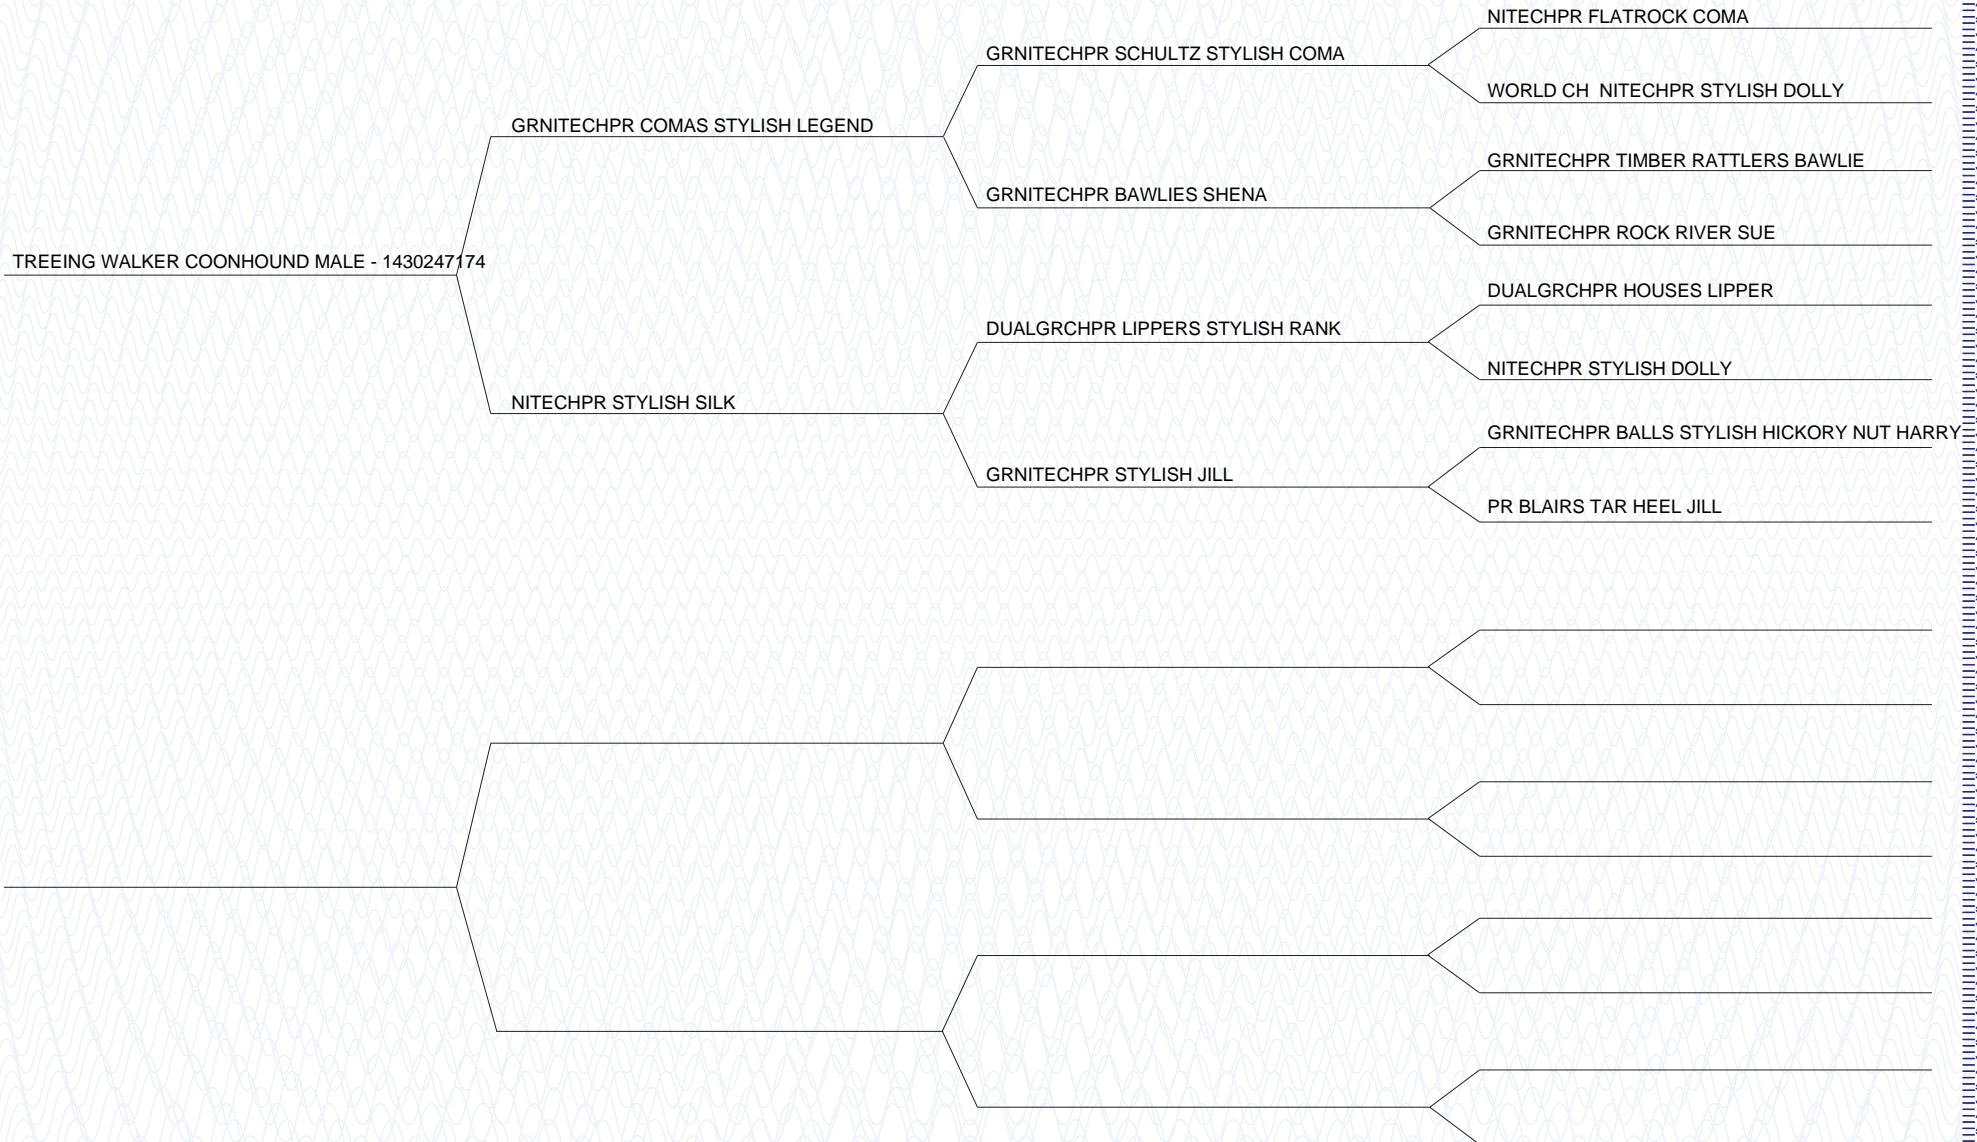 NITECHPR FLATROCK COMA
GRNITECHPR SCHULTZ STYLISH COMA
WORLD CH  NITECHPR STYLISH DOLLY
GRNITECHPR COMAS STYLISH LEGEND
GRNITECHPR TIMBER RATTLERS BAWLIE
GRNITECHPR BAWLIES SHENA
GRNITECHPR ROCK RIVER SUE
TREEING WALKER COONHOUND MALE - 1430247174
DUALGRCHPR HOUSES LIPPER
DUALGRCHPR LIPPERS STYLISH RANK
NITECHPR STYLISH DOLLY
NITECHPR STYLISH SILK
GRNITECHPR BALLS STYLISH HICKORY NUT HARRY
GRNITECHPR STYLISH JILL
PR BLAIRS TAR HEEL JILL